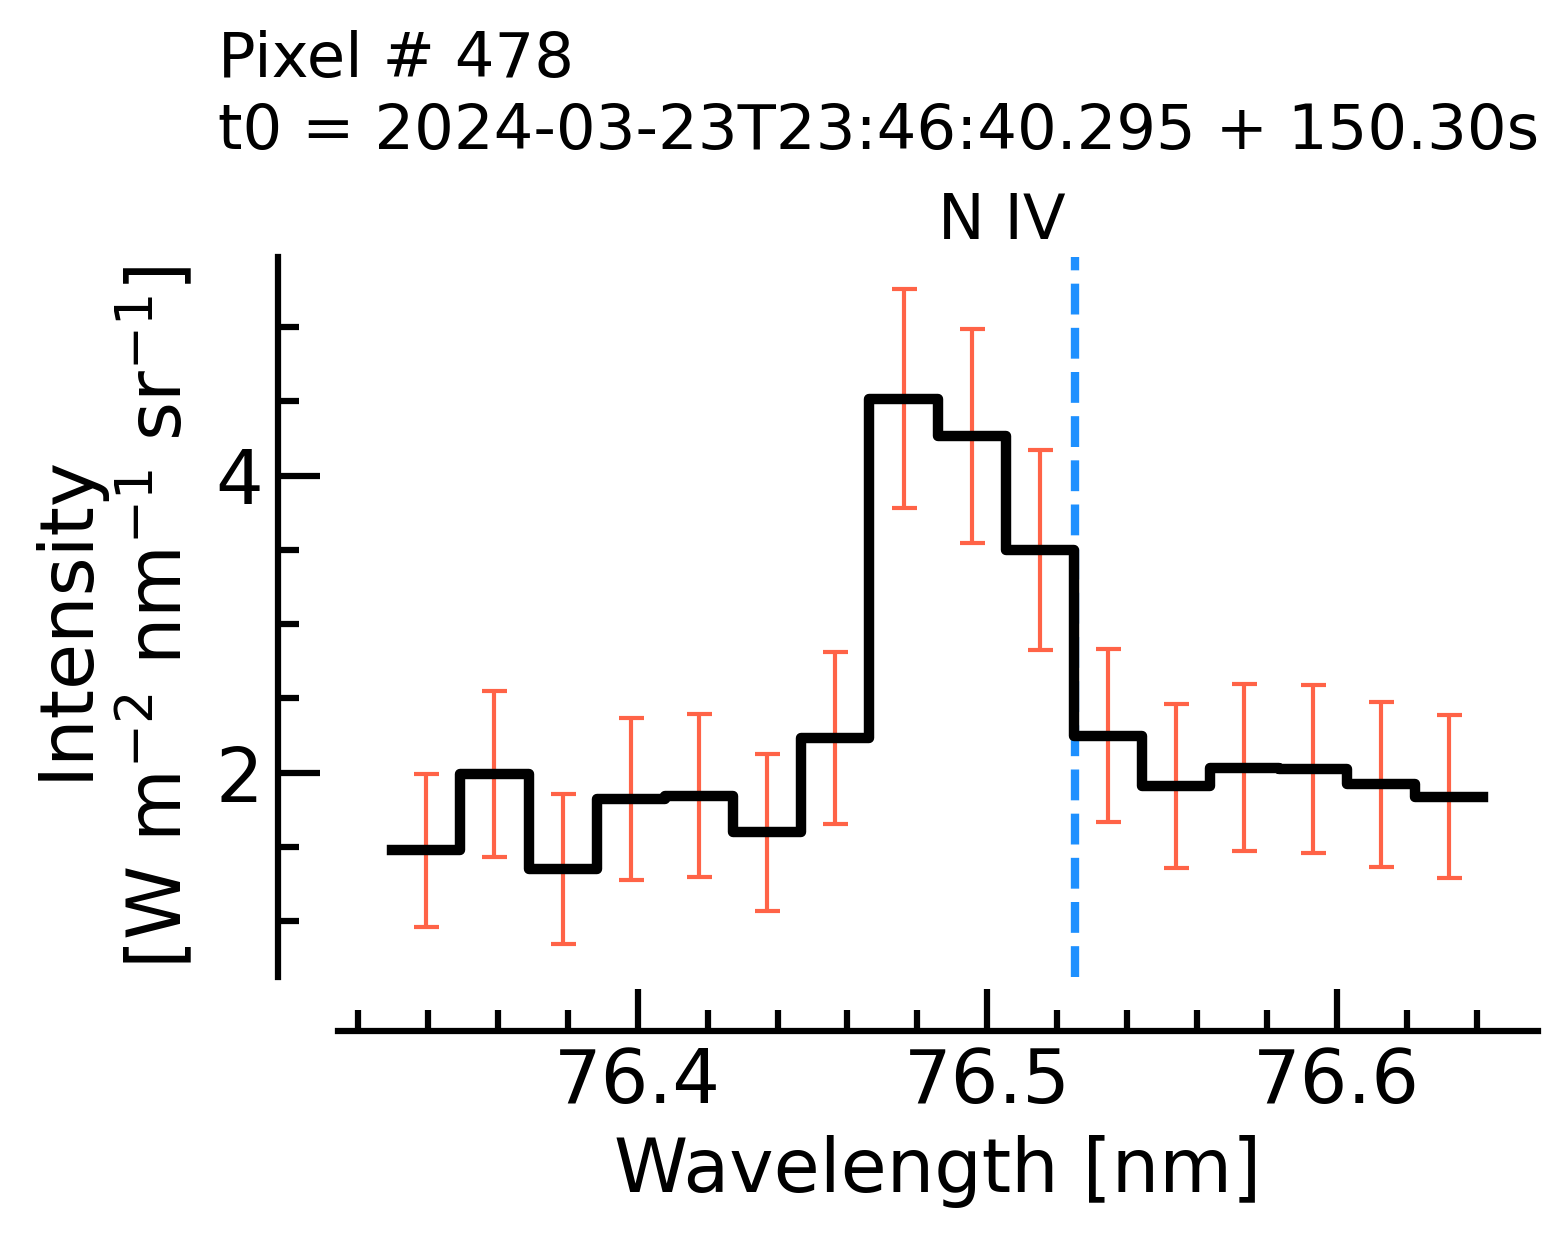 Pixel # 478
t0 = 2024-03-23T23:46:40.295 + 150.30s
N IV
Intensity
[W m⁻² nm⁻¹ sr⁻¹]
4
2
76.4 76.5 76.6
Wavelength [nm]